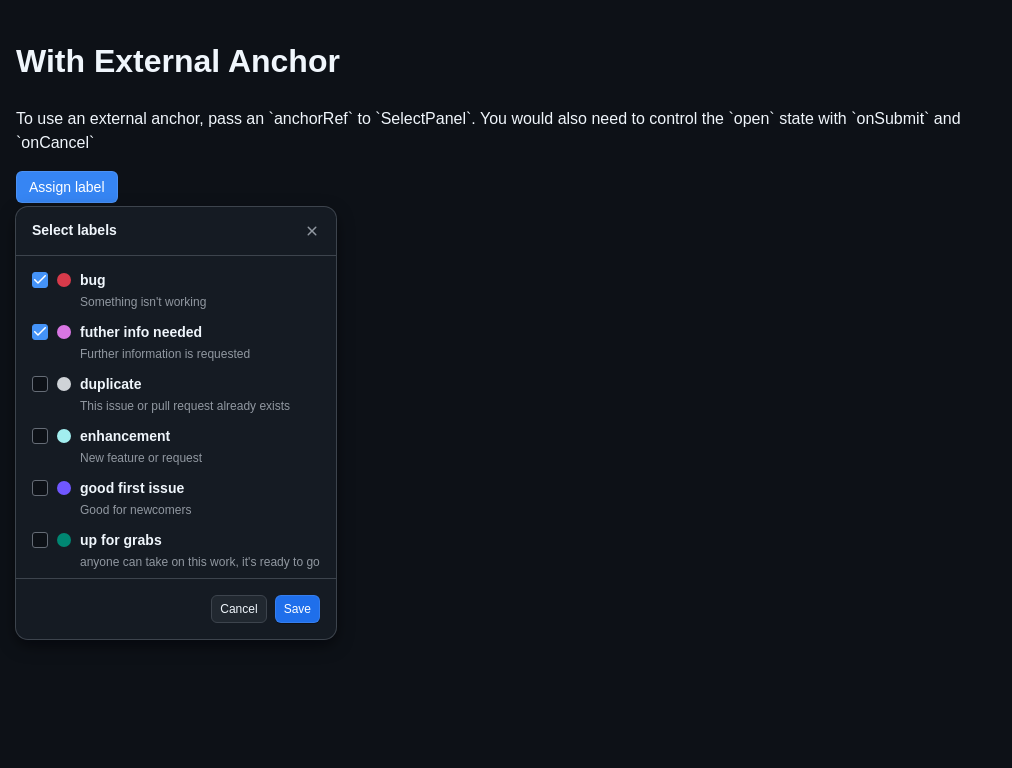 With External Anchor
To use an external anchor, pass an `anchorRef` to `SelectPanel`. You would also need to control the `open` state with `onSubmit` and
`onCancel`
Assign label
Select labels
bug
Something isn't working
futher info needed
Further information is requested
duplicate
This issue or pull request already exists
enhancement
New feature or request
good first issue
Good for newcomers
up for grabs
anyone can take on this work, it's ready to go
Cancel Save